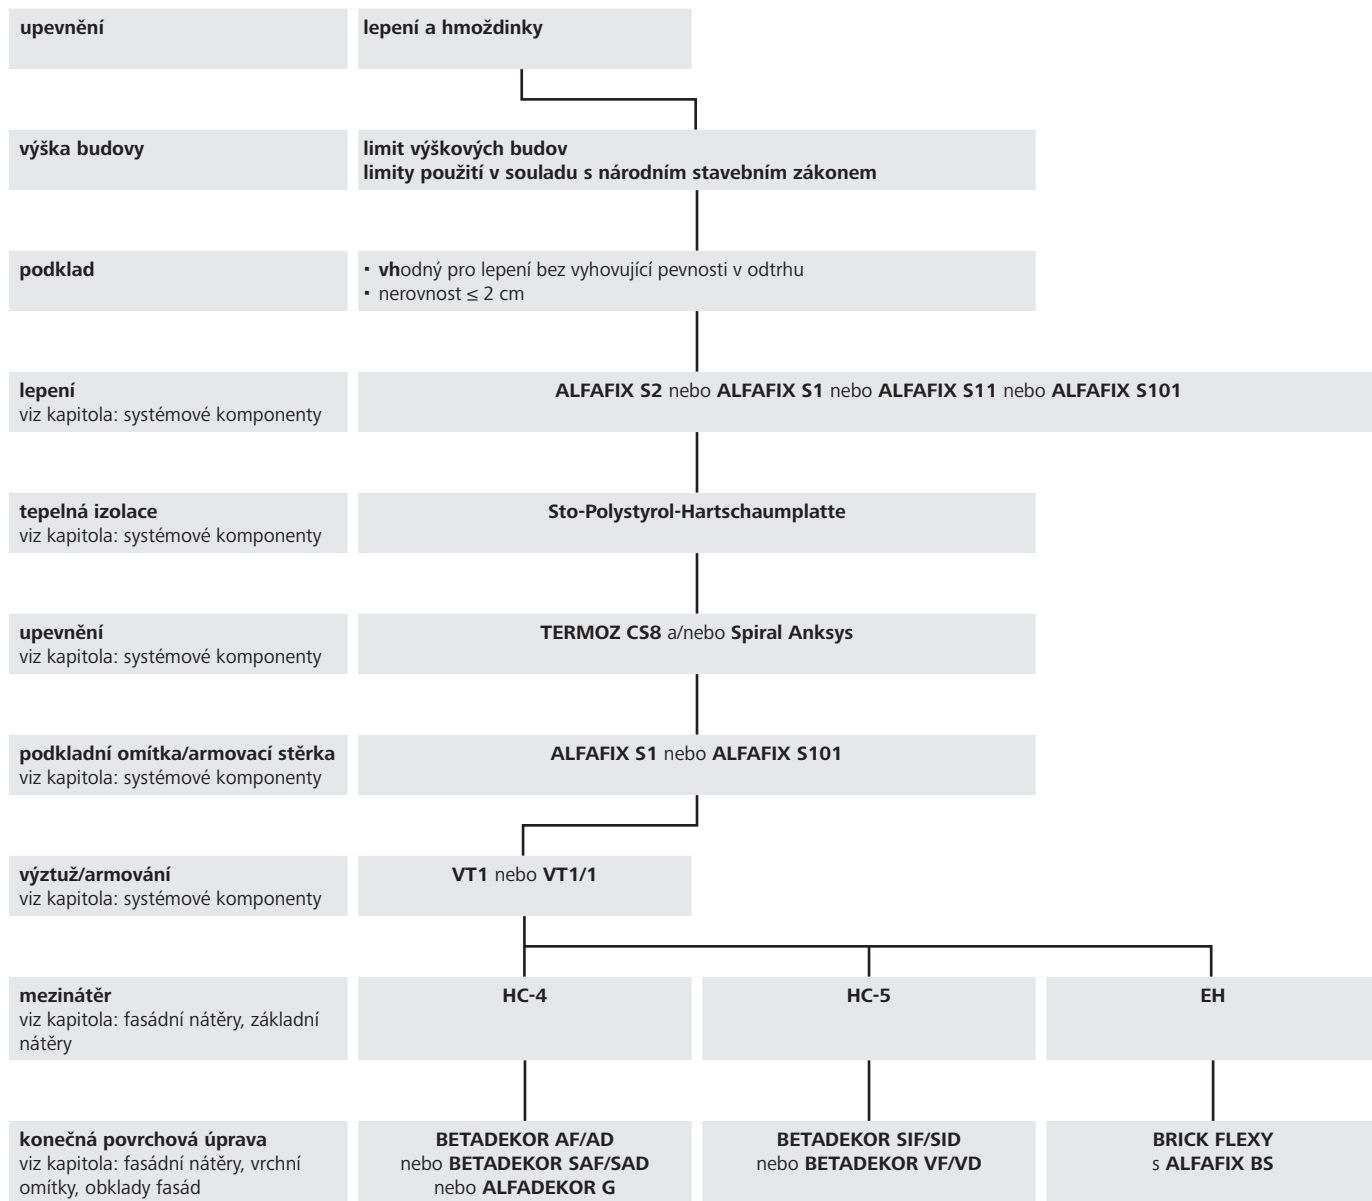 upevnění
lepení a hmoždinky
výška budovy
limit výškových budov
limity použití v souladu s národním stavebním zákonem
podklad
▪ vhodný pro lepení bez vyhovující pevnosti v odtrhu
▪ nerovnost ≤ 2 cm
lepení
viz kapitola: systémové komponenty
ALFAFIX S2 nebo ALFAFIX S1 nebo ALFAFIX S11 nebo ALFAFIX S101
tepelná izolace
viz kapitola: systémové komponenty
Sto-Polystyrol-Hartschaumplatte
upevnění
viz kapitola: systémové komponenty
TERMOZ CS8 a/nebo Spiral Anksys
podkladní omítka/armovací stěrka
viz kapitola: systémové komponenty
ALFAFIX S1 nebo ALFAFIX S101
výztuž/armování
viz kapitola: systémové komponenty
VT1 nebo VT1/1
mezinátěr
viz kapitola: fasádní nátěry, základní
nátěry
HC-4
HC-5
EH
konečná povrchová úprava
viz kapitola: fasádní nátěry, vrchní
omítky, obklady fasád
BETADEKOR AF/AD
nebo BETADEKOR SAF/SAD
nebo ALFADEKOR G
BETADEKOR SIF/SID
nebo BETADEKOR VF/VD
BRICK FLEXY
s ALFAFIX BS